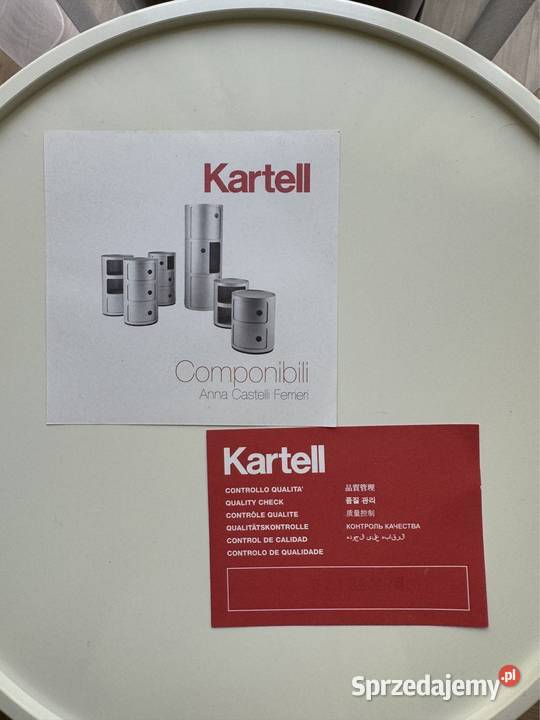 Kartell
Componibili
Anna Castelli Ferrieri
Kartell
CONTROLLO QUALITA'
QUALITY CHECK
CONTRÔLE QUALITE
QUALITÄTSKONTROLLE
CONTROL DE CALIDAD
CONTROLO DE QUALIDADE
品質管理
품질 관리
质量控制
КОНТРОЛЬ КАЧЕСТВА
Sprzedajemy.pl